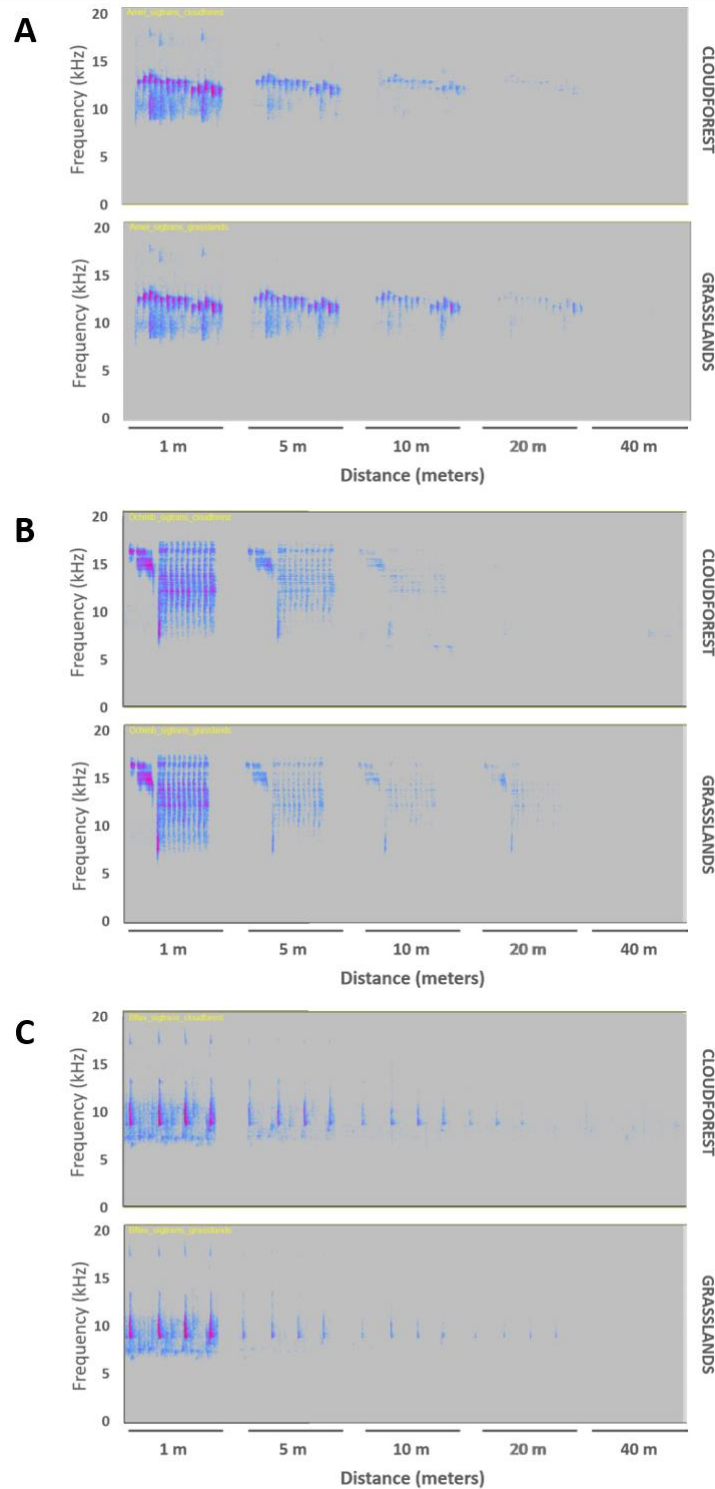 A
Amet_sigtrans_cloudforest
20
15
10
5
0
Frequency (kHz)
CLOUDFOREST
Amet_sigtrans_grasslands
20
15
10
5
0
Frequency (kHz)
GRASSLANDS
1 m 5 m 10 m 20 m 40 m
Distance (meters)
B
20
15
10
5
0
Frequency (kHz)
CLOUDFOREST
20
15
10
5
0
Frequency (kHz)
GRASSLANDS
1 m 5 m 10 m 20 m 40 m
Distance (meters)
C
20
15
10
5
0
Frequency (kHz)
CLOUDFOREST
20
15
10
5
0
Frequency (kHz)
GRASSLANDS
1 m 5 m 10 m 20 m 40 m
Distance (meters)